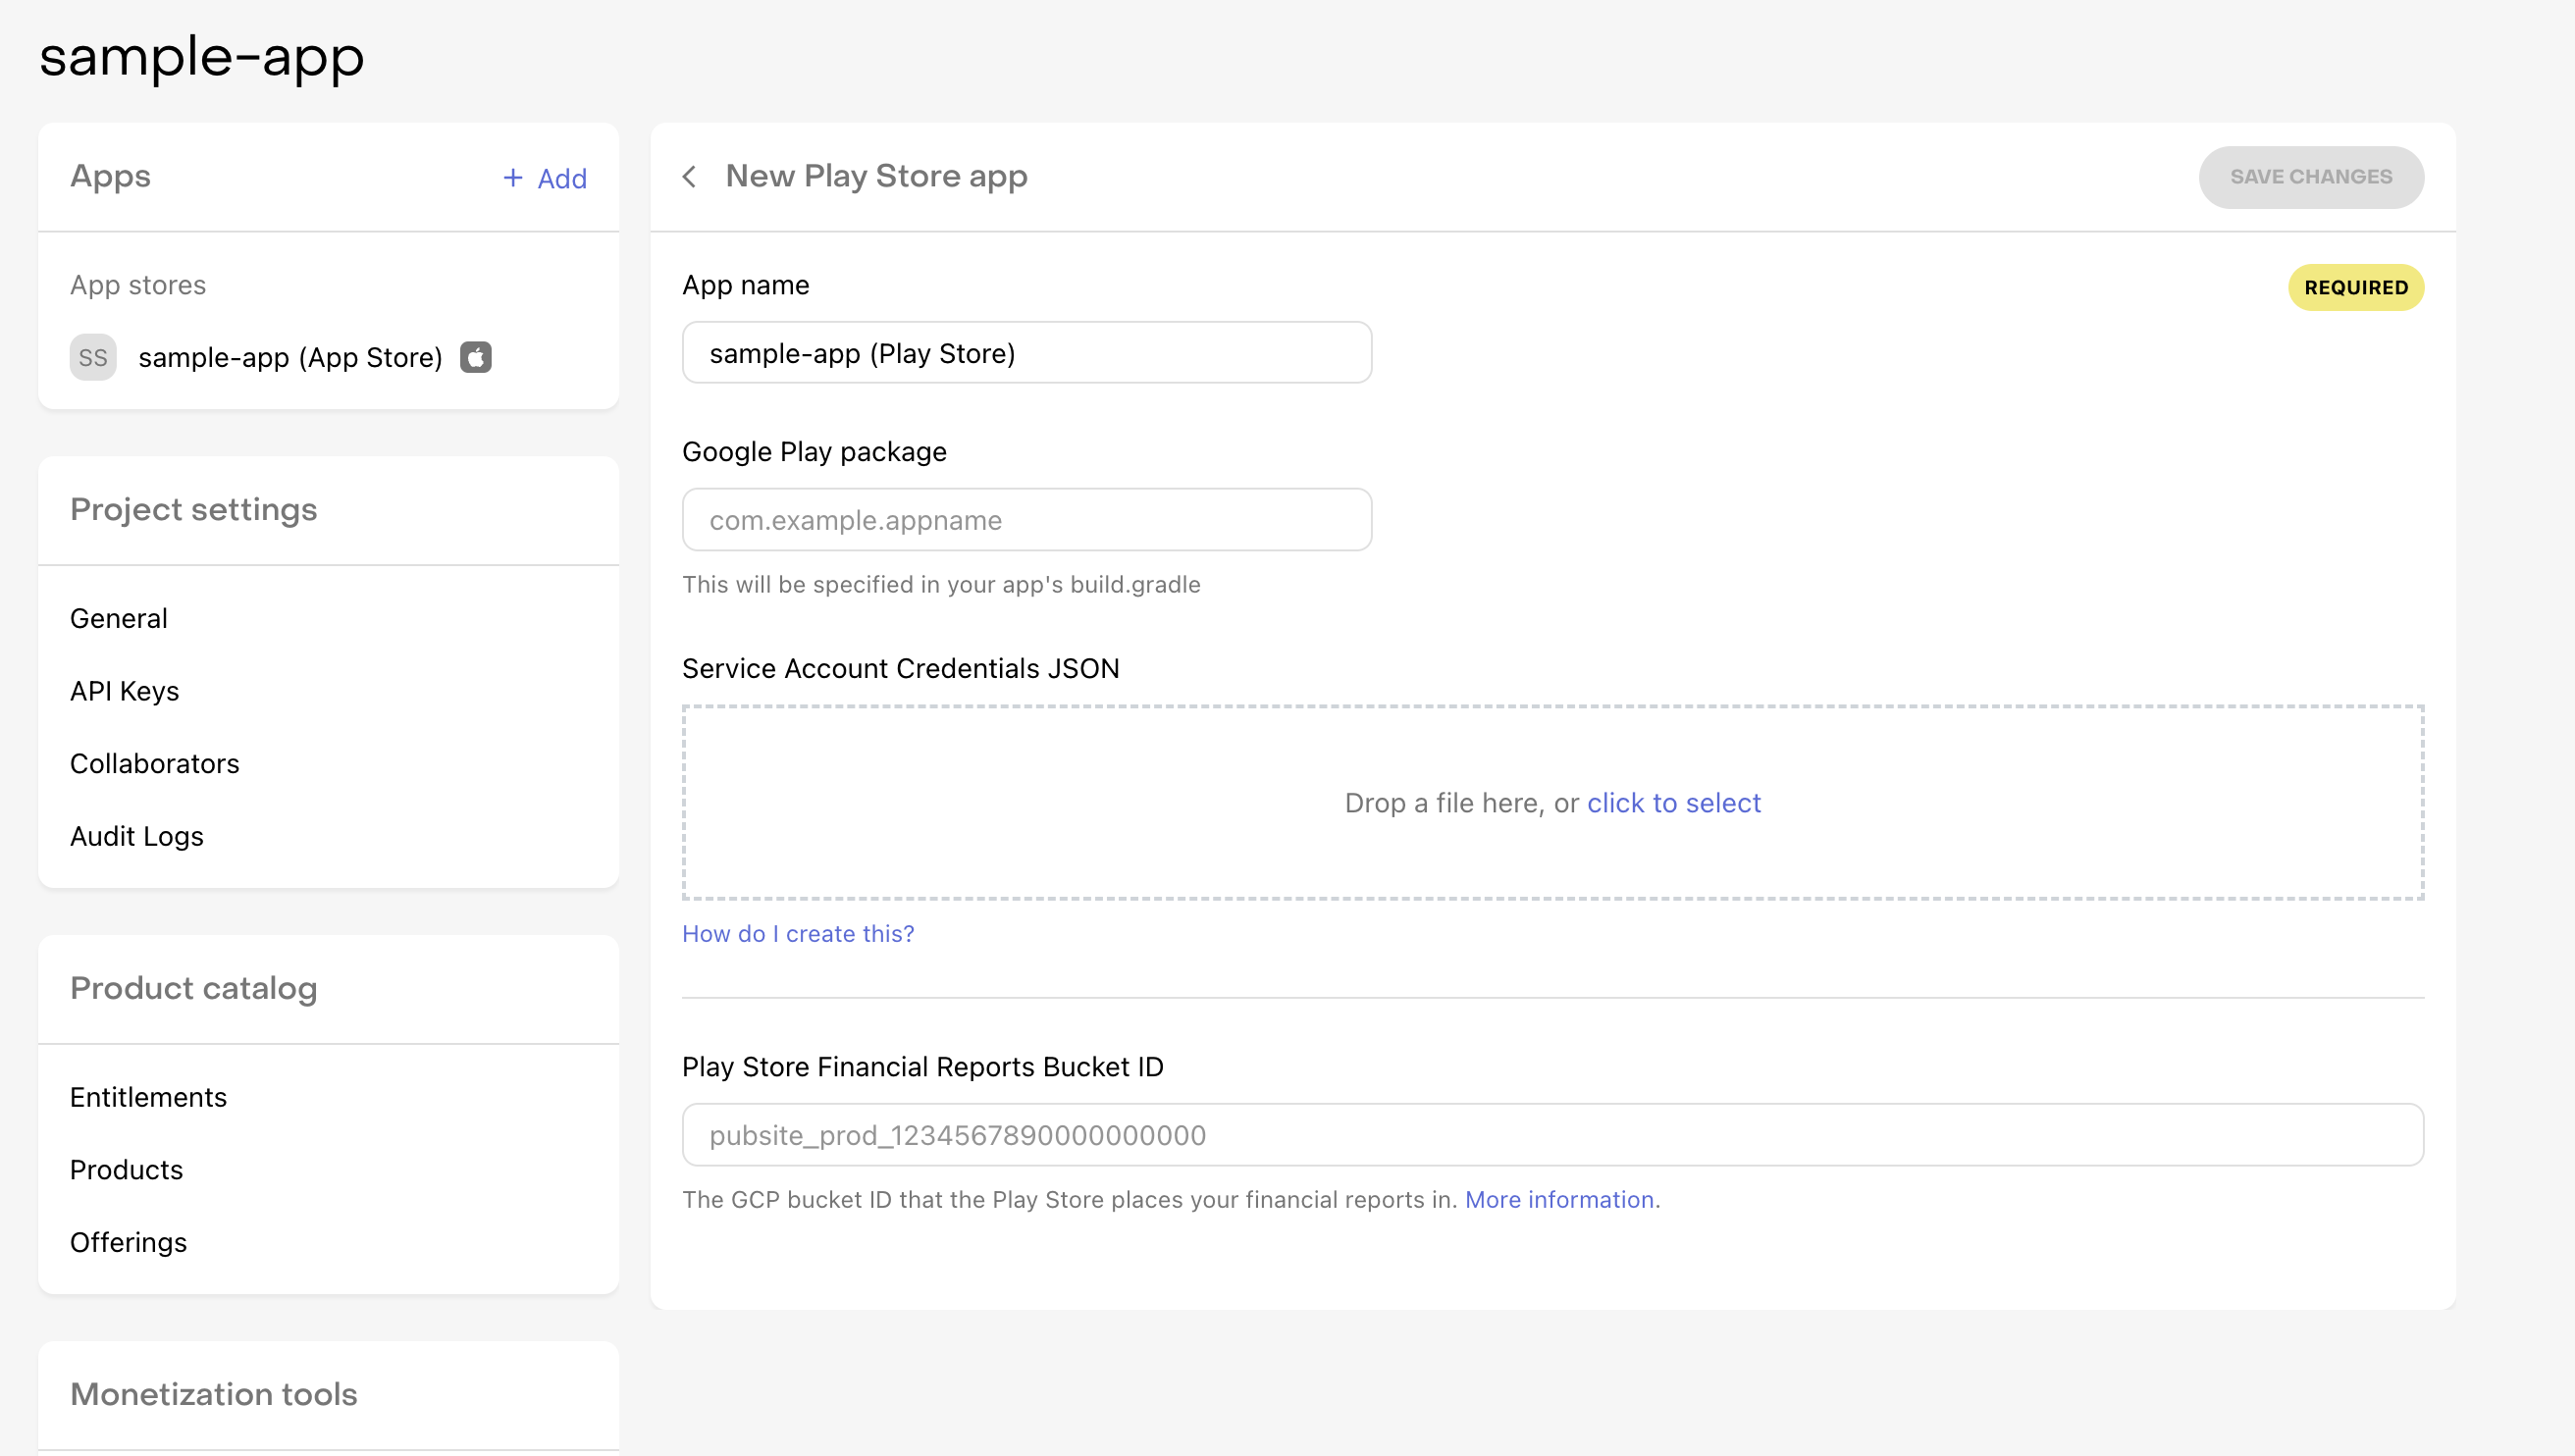 sample-app
Apps
+ Add
App stores
SS sample-app (App Store)
Project settings
General
API Keys
Collaborators
Audit Logs
Product catalog
Entitlements
Products
Offerings
Monetization tools
New Play Store app
SAVE CHANGES
App name
REQUIRED
sample-app (Play Store)
Google Play package
com.example.appname
This will be specified in your app's build.gradle
Service Account Credentials JSON
Drop a file here, or click to select
How do I create this?
Play Store Financial Reports Bucket ID
pubsite_prod_1234567890000000000
The GCP bucket ID that the Play Store places your financial reports in. More information.